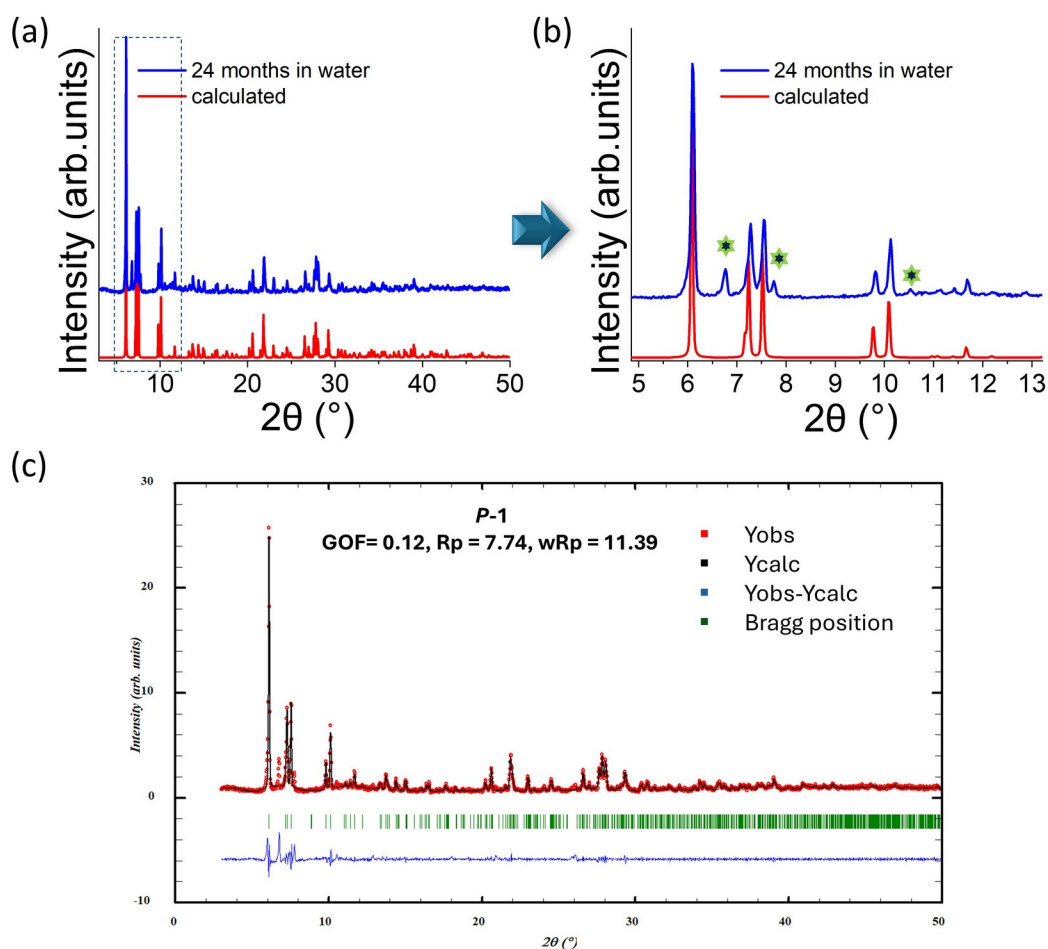 (a)
Intensity (arb.units)
24 months in water
calculated
10 20 30 40 50
2θ (°)
(b)
Intensity (arb.units)
24 months in water
calculated
5 6 7 8 9 10 11 12 13
2θ (°)
(c)
30
20
10
0
-10
Intensity (arb. units)
P-1
GOF= 0.12, Rp = 7.74, wRp = 11.39
Yobs
Ycalc
Yobs-Ycalc
Bragg position
0 10 20 30 40 50
2θ (°)